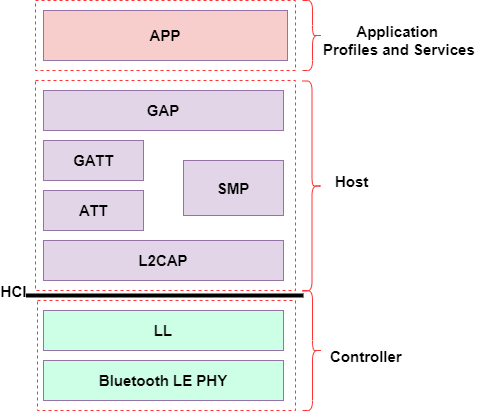 APP
Application
Profiles and Services
GAP
GATT
SMP
ATT
Host
L2CAP
HCI
LL
Controller
Bluetooth LE PHY